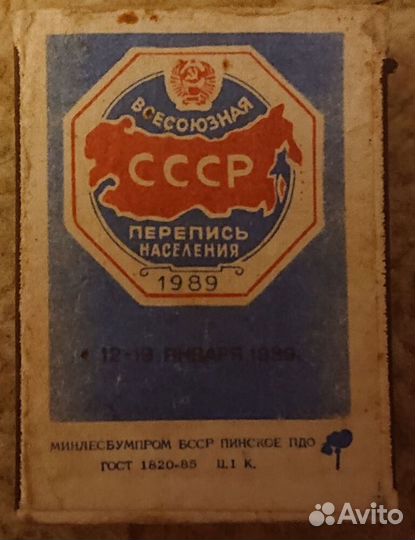 ВСЕСОЮЗНАЯ
СССР
ПЕРЕПИСЬ
НАСЕЛЕНИЯ
1989
12-19 ЯНВАРЯ 1989
МИНЛЕСБУМПРОМ БССР ПИНСКОЕ ПДО
ГОСТ 1820-85 Ц.1 К.
Avito